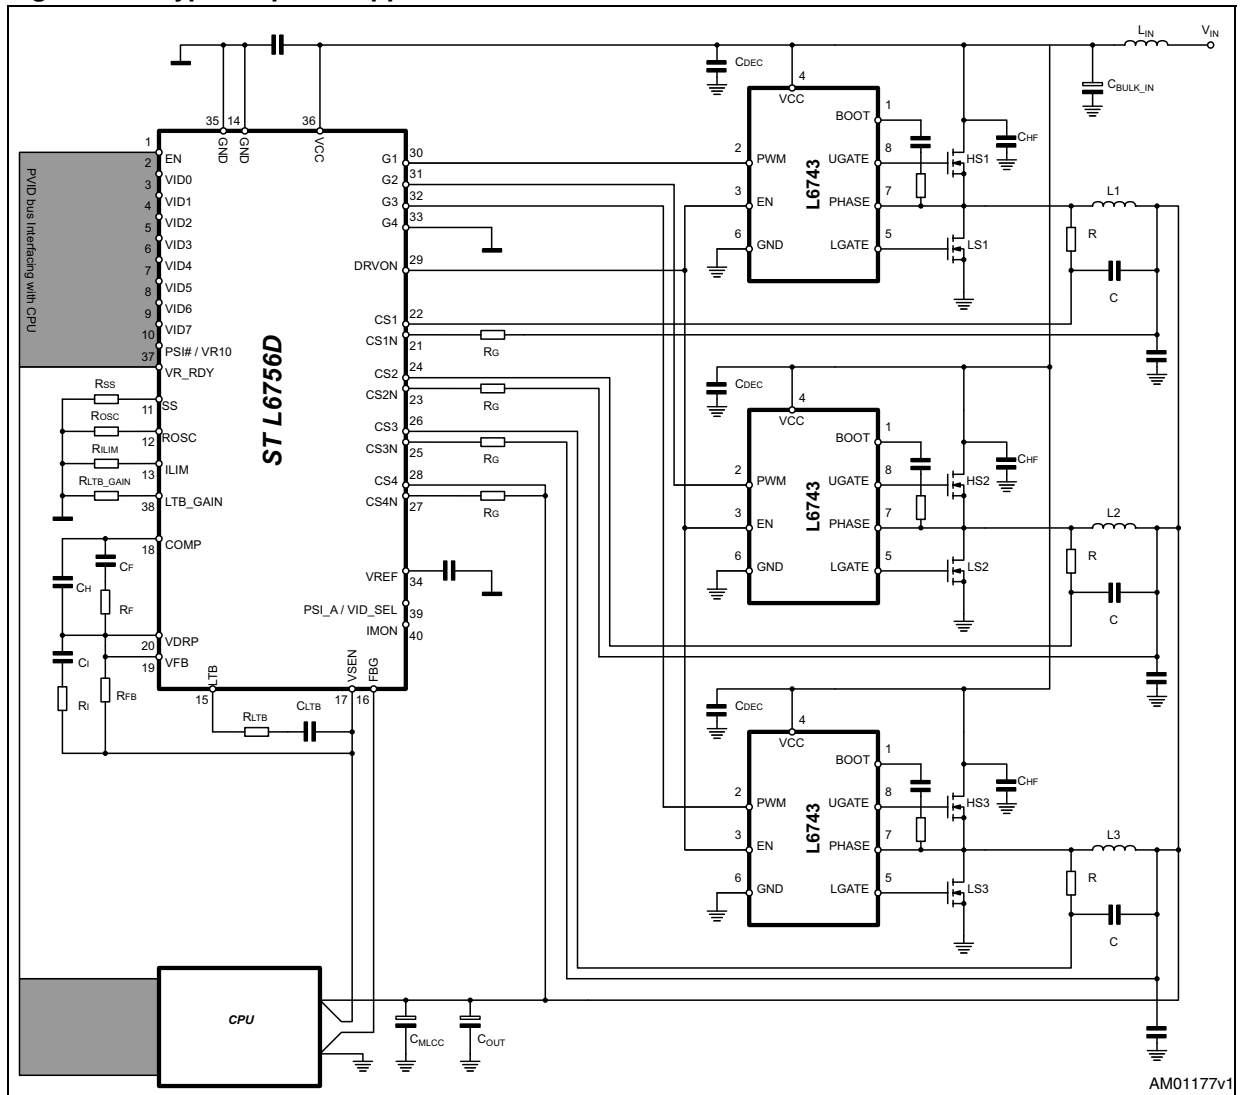 LIN
VIN
CDEC
CBULK_IN
4
VCC
35
14
36
GND
GND
VCC
1
BOOT
CHF
1
EN
2
VID0
3
VID1
4
VID2
5
VID3
6
VID4
7
VID5
8
VID6
9
VID7
10
PSI# / VR10
37
VR_RDY
PVID bus Interfacing with CPU
ST L6756D
G1
30
G2
31
G3
32
G4
33
DRVON
29
CS1
22
CS1N
21
RG
CS2
24
CS2N
23
RG
CS3
26
CS3N
25
RG
CS4
28
CS4N
27
RG
VREF
34
PSI_A / VID_SEL
39
IMON
40
RSS
11
SS
ROSC
12
ROSC
RILIM
13
ILIM
RLTB_GAIN
38
LTB_GAIN
18
COMP
CF
CH
RF
20
VDRP
19
VFB
CI
RI
RFB
LTB
15
VSEN
17
FBG
16
RLTB
CLTB
2
PWM
UGATE
8
HS1
3
EN
L6743
PHASE
7
L1
6
GND
LGATE
5
LS1
R
C
CDEC
4
VCC
BOOT
1
CHF
2
PWM
UGATE
8
HS2
3
EN
L6743
PHASE
7
L2
6
GND
LGATE
5
LS2
R
C
CDEC
4
VCC
BOOT
1
CHF
2
PWM
UGATE
8
HS3
3
EN
L6743
PHASE
7
L3
6
GND
LGATE
5
LS3
R
C
CPU
CMLCC
COUT
AM01177v1